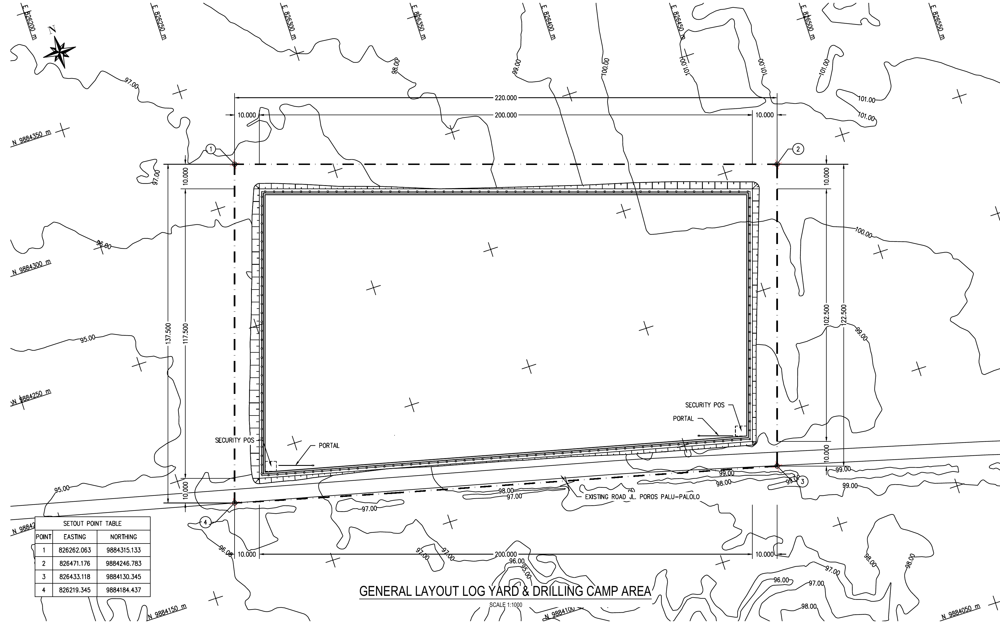 E 826200 m
E 826250 m
E 826300 m
E 826350 m
E 826400 m
E 826450 m
E 826500 m
E 826550 m
N
98.00
99.00
100.00
101.00
101.00
101.00
97.00
220.000
101.00
10.000
200.000
10.000
101.00
N 9884350 m
1
2
97.00
10.000
10.000
100.00
96.00
N 9884300 m
137.500
117.500
102.500
122.500
99.00
95.00
N 9884250 m
SECURITY POS
PORTAL
SECURITY POS
PORTAL
10.000
99.00
99.00
99.00
3
98.00
99.00
95.00
10.000
98.00
97.00
EXISTING ROAD JL. POROS PALU-PALOLO
97.00
4
N 98842
SETOUT POINT TABLE
POINT EASTING NORTHING
1 826262.063 9884315.133
2 826471.176 9884246.783
3 826433.118 9884130.345
4 826219.345 9884184.437
96.00
10.000
97.00
97.00
200.000
10.000
96.00
95.00
98.00
98.00
97.00
96.00
97.00
98.00
GENERAL LAYOUT LOG YARD & DRILLING CAMP AREA
SCALE 1:1000
N 9884150 m
N 9884100
N 9884050 m